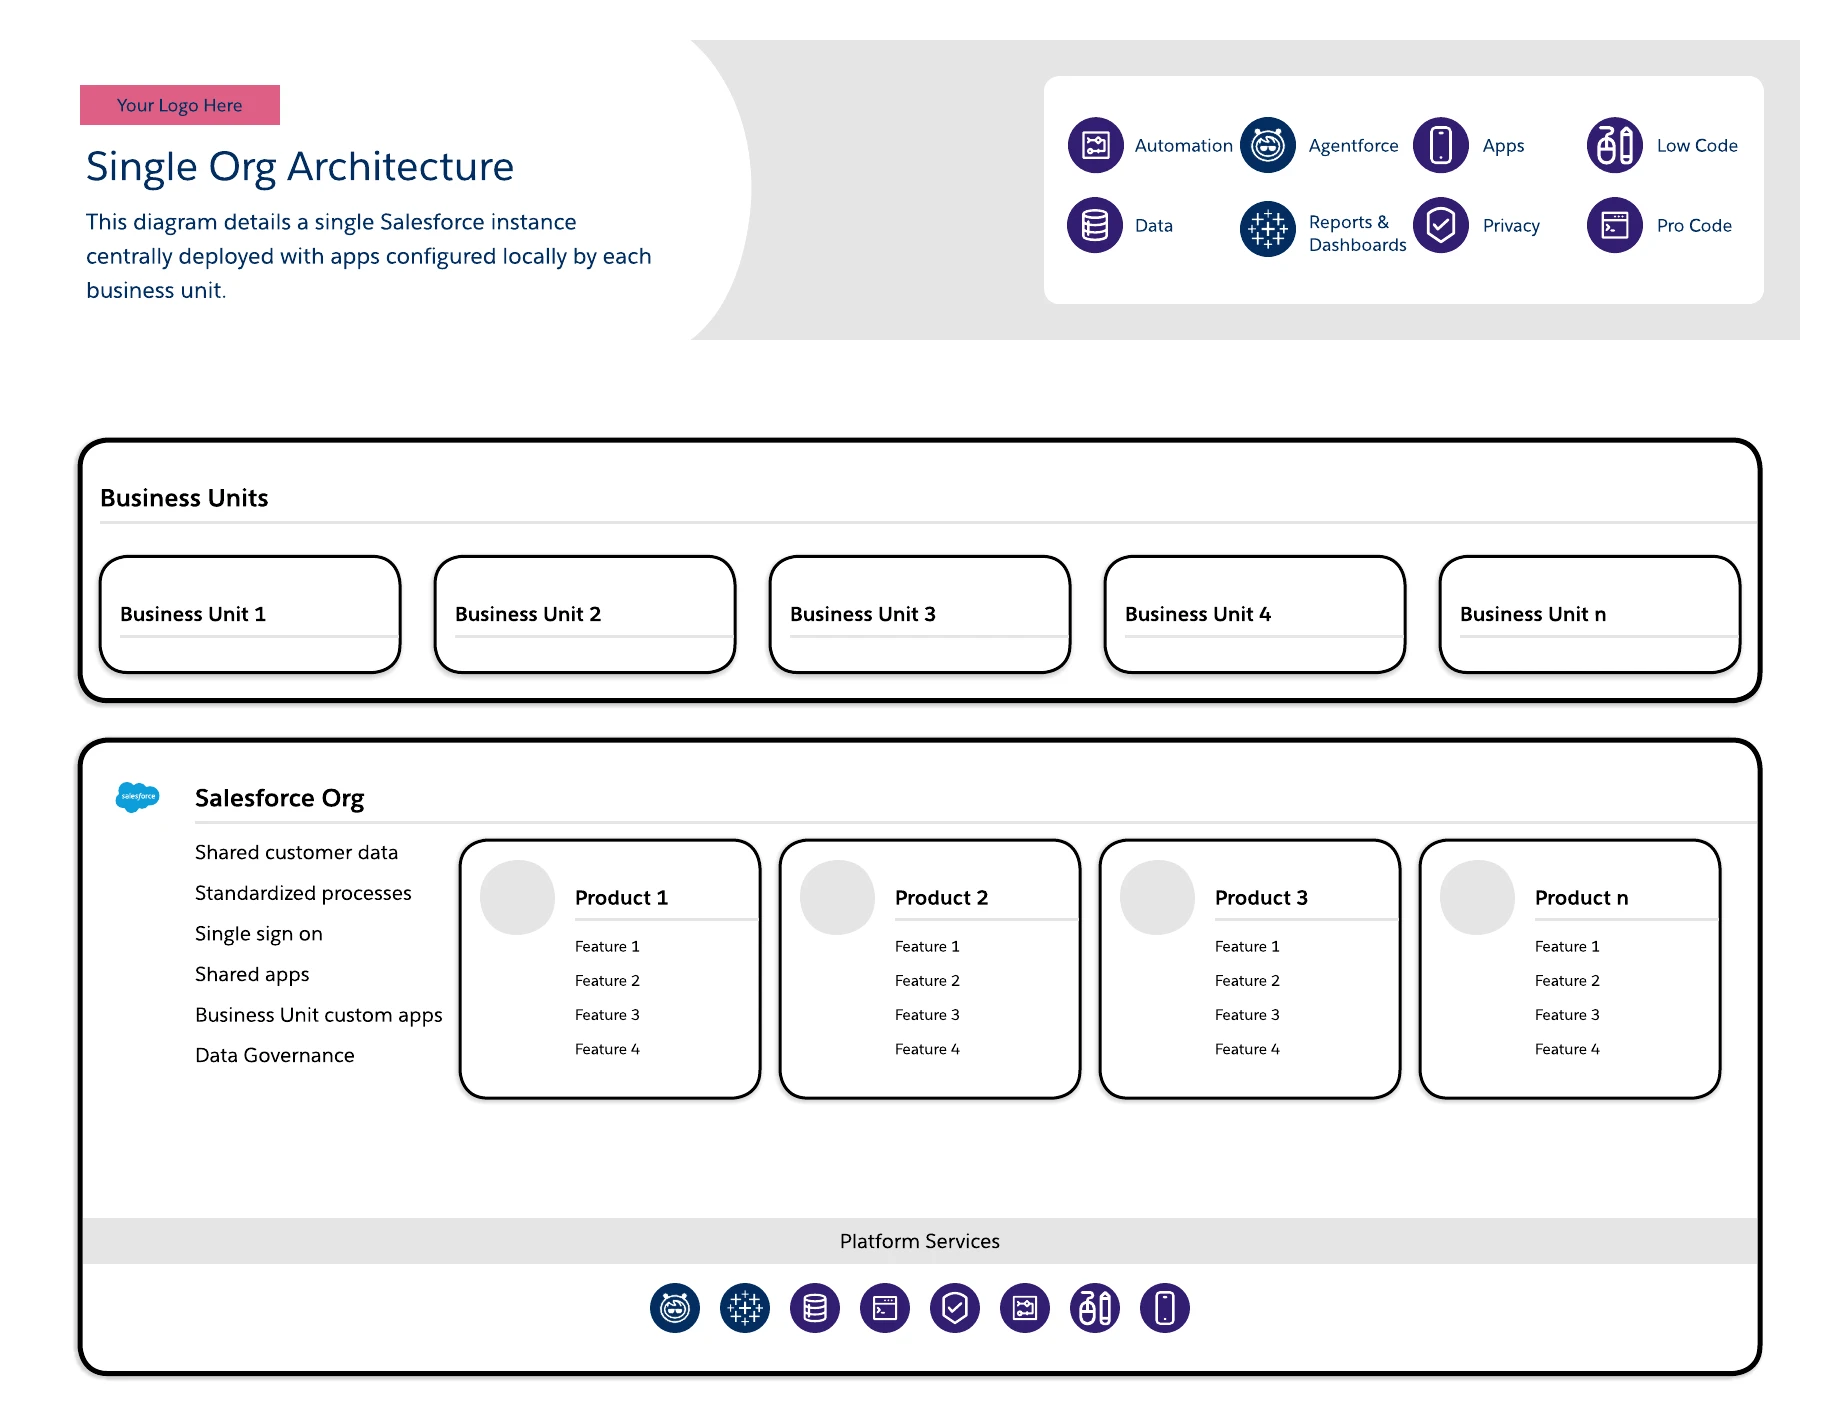 Your Logo Here
Single Org Architecture
This diagram details a single Salesforce instance
centrally deployed with apps configured locally by each
business unit.
Automation
Agentforce
Apps
Low Code
Data
Reports &
Dashboards
Privacy
Pro Code
Business Units
Business Unit 1
Business Unit 2
Business Unit 3
Business Unit 4
Business Unit n
salesforce
Salesforce Org
Shared customer data
Standardized processes
Single sign on
Shared apps
Business Unit custom apps
Data Governance
Product 1
Feature 1
Feature 2
Feature 3
Feature 4
Product 2
Feature 1
Feature 2
Feature 3
Feature 4
Product 3
Feature 1
Feature 2
Feature 3
Feature 4
Product n
Feature 1
Feature 2
Feature 3
Feature 4
Platform Services